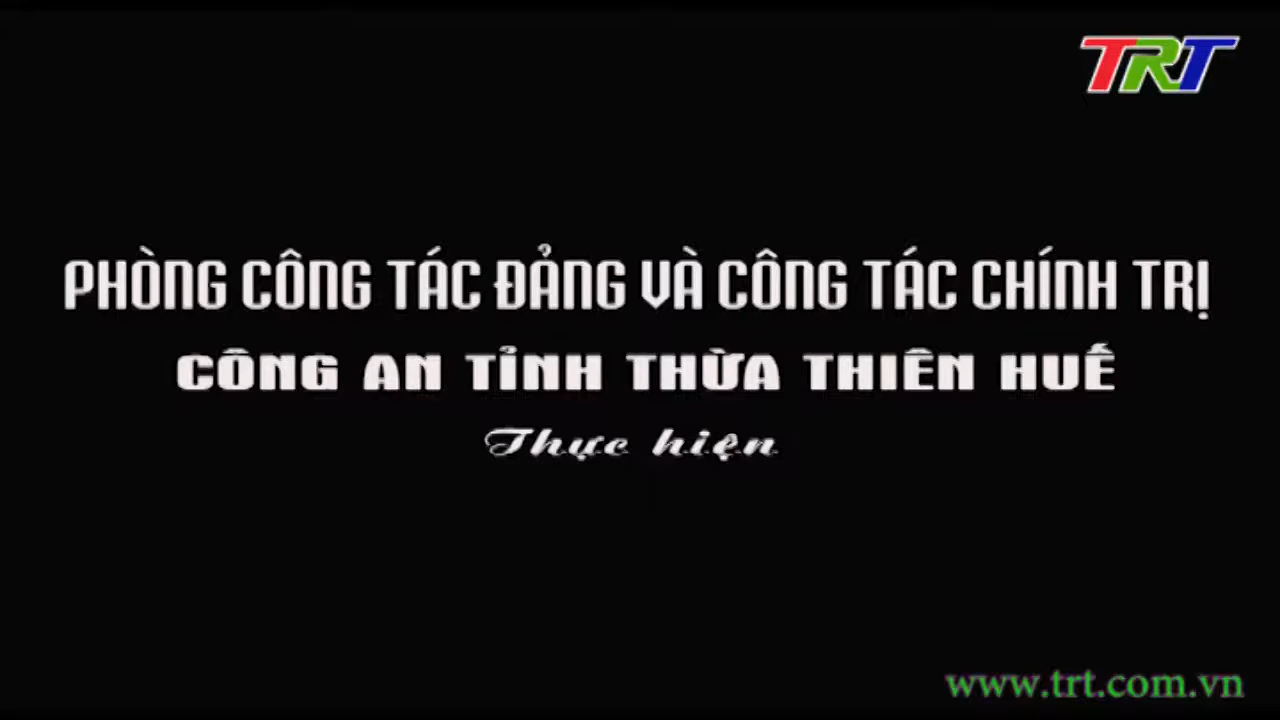 TRT
PHÒNG CÔNG TÁC ĐẢNG VÀ CÔNG TÁC CHÍNH TRỊ
CÔNG AN TỈNH THỪA THIÊN HUẾ
Thực hiện
www.trt.com.vn